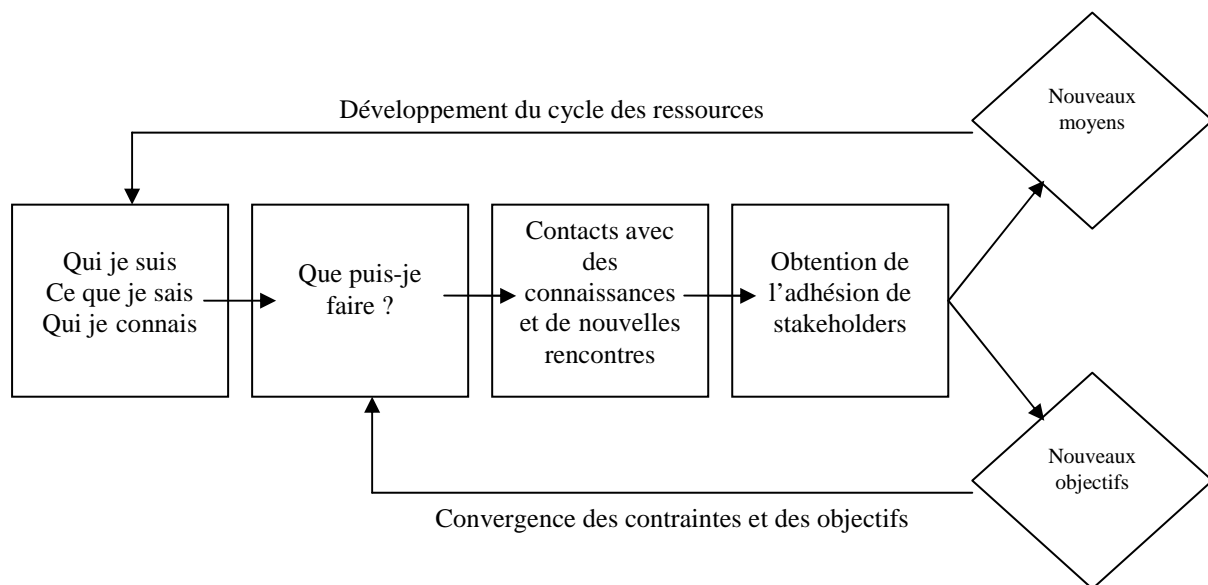 Nouveaux
moyens
Développement du cycle des ressources
Qui je suis
Ce que je sais
Qui je connais
Que puis-je
faire ?
Contacts avec
des
connaissances
et de nouvelles
rencontres
Obtention de
l’adhésion de
stakeholders
Nouveaux
objectifs
Convergence des contraintes et des objectifs